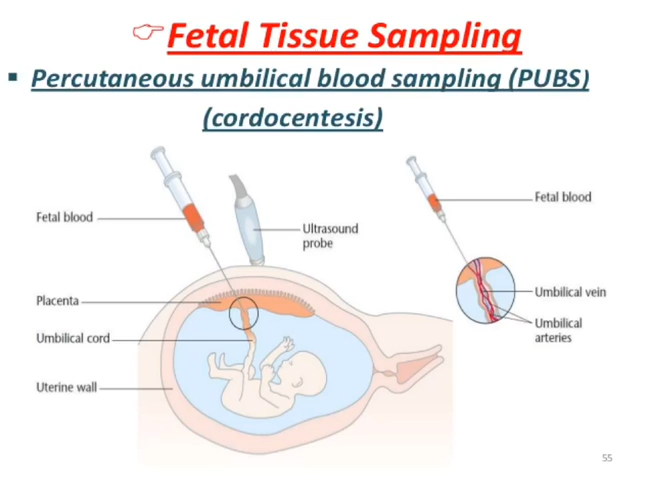 Fetal Tissue Sampling
Percutaneous umbilical blood sampling (PUBS)
(cordocentesis)
Fetal blood
Ultrasound
probe
Placenta
Umbilical cord
Uterine wall
Fetal blood
Umbilical vein
Umbilical
arteries
55